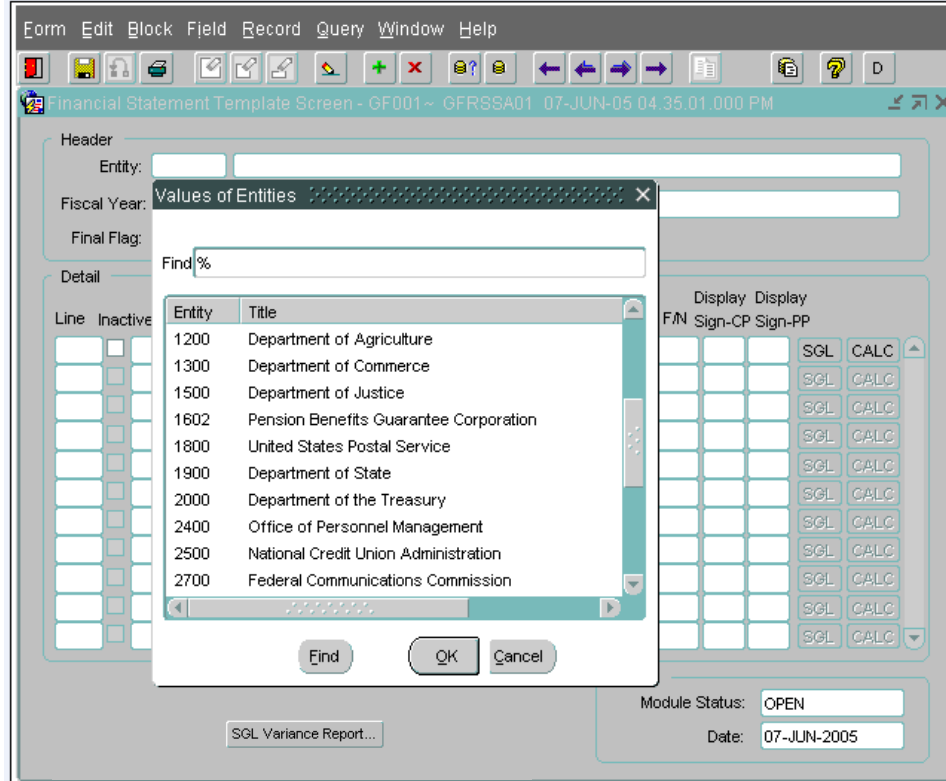 Form Edit Block Field Record Query Window Help
D
Financial Statement Template Screen - GF001~ GFRSSA01 07-JUN-05 04.35.01.000 PM
Header
Entity:
Fiscal Year:
Final Flag:
Values of Entities
Find %
Entity Title
1200 Department of Agriculture
1300 Department of Commerce
1500 Department of Justice
1602 Pension Benefits Guarantee Corporation
1800 United States Postal Service
1900 Department of State
2000 Department of the Treasury
2400 Office of Personnel Management
2500 National Credit Union Administration
2700 Federal Communications Commission
Find OK Cancel
Detail
Display Display
Line Inactive F/N Sign-CP Sign-PP
SGL CALC
SGL CALC
SGL CALC
SGL CALC
SGL CALC
SGL CALC
SGL CALC
SGL CALC
SGL CALC
SGL CALC
SGL CALC
SGL Variance Report...
Module Status: OPEN
Date: 07-JUN-2005